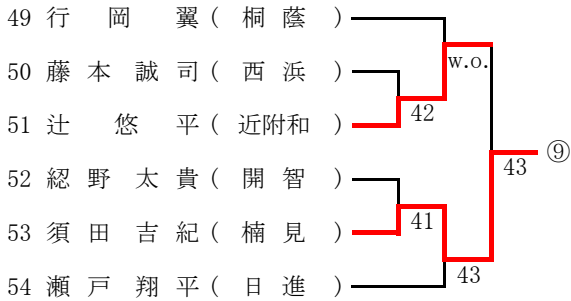 49 行岡 翼(桐蔭)
w.o.
50 藤本誠司(西浜)
42
51 辻 悠平(近附和)
43 ⑨
52 綛野太貴(開智)
41
53 須田吉紀(楠見)
43
54 瀬戸翔平(日進)